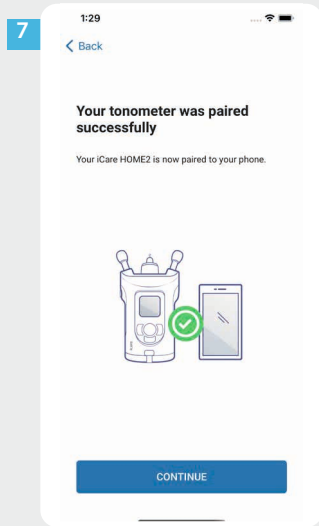 7
1:29
Back
Your tonometer was paired
successfully
Your iCare HOME2 is now paired to your phone.
CONTINUE